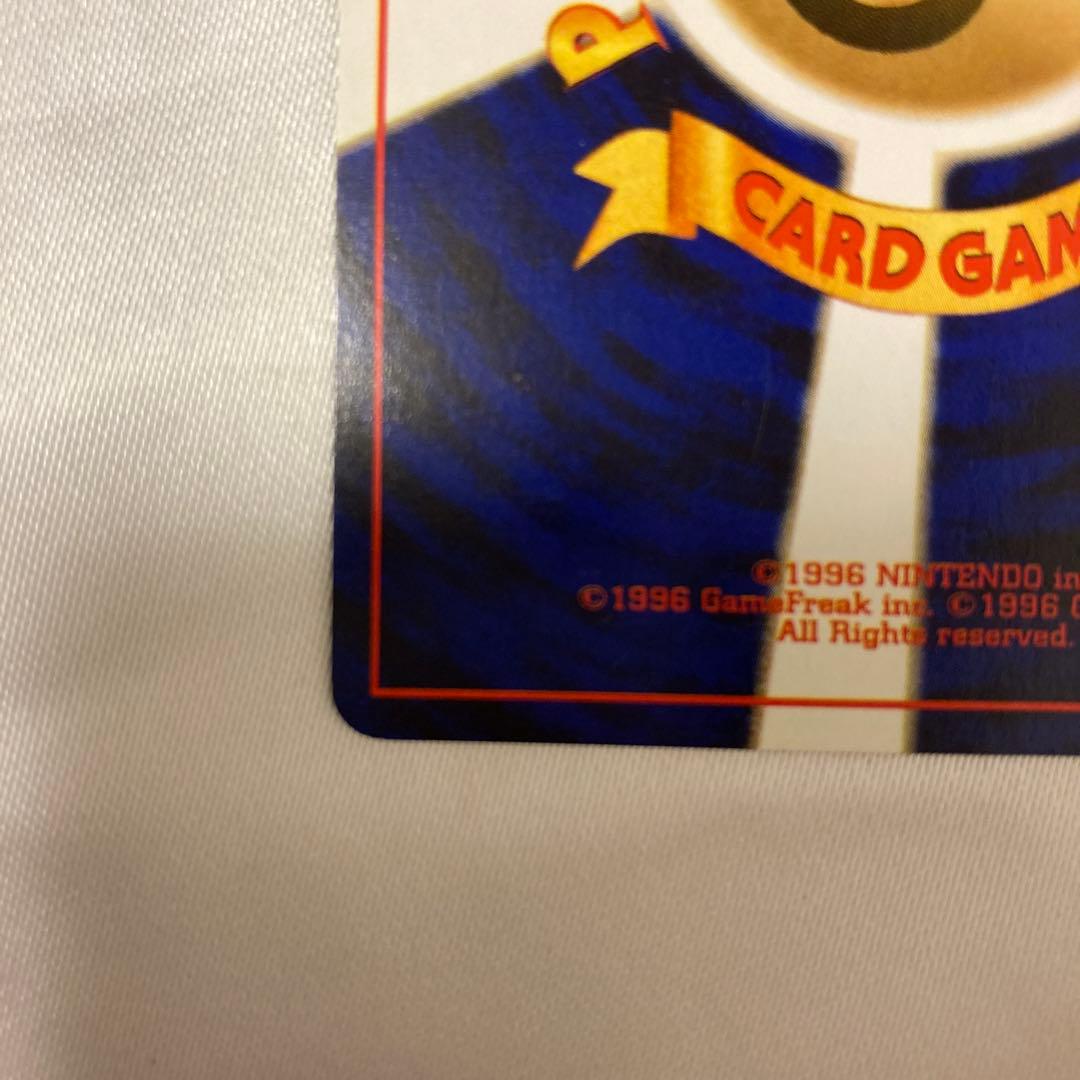 P
CARD GAM
©1996 NINTENDO in
©1996 GameFreak inc. ©1996 C
All Rights reserved.